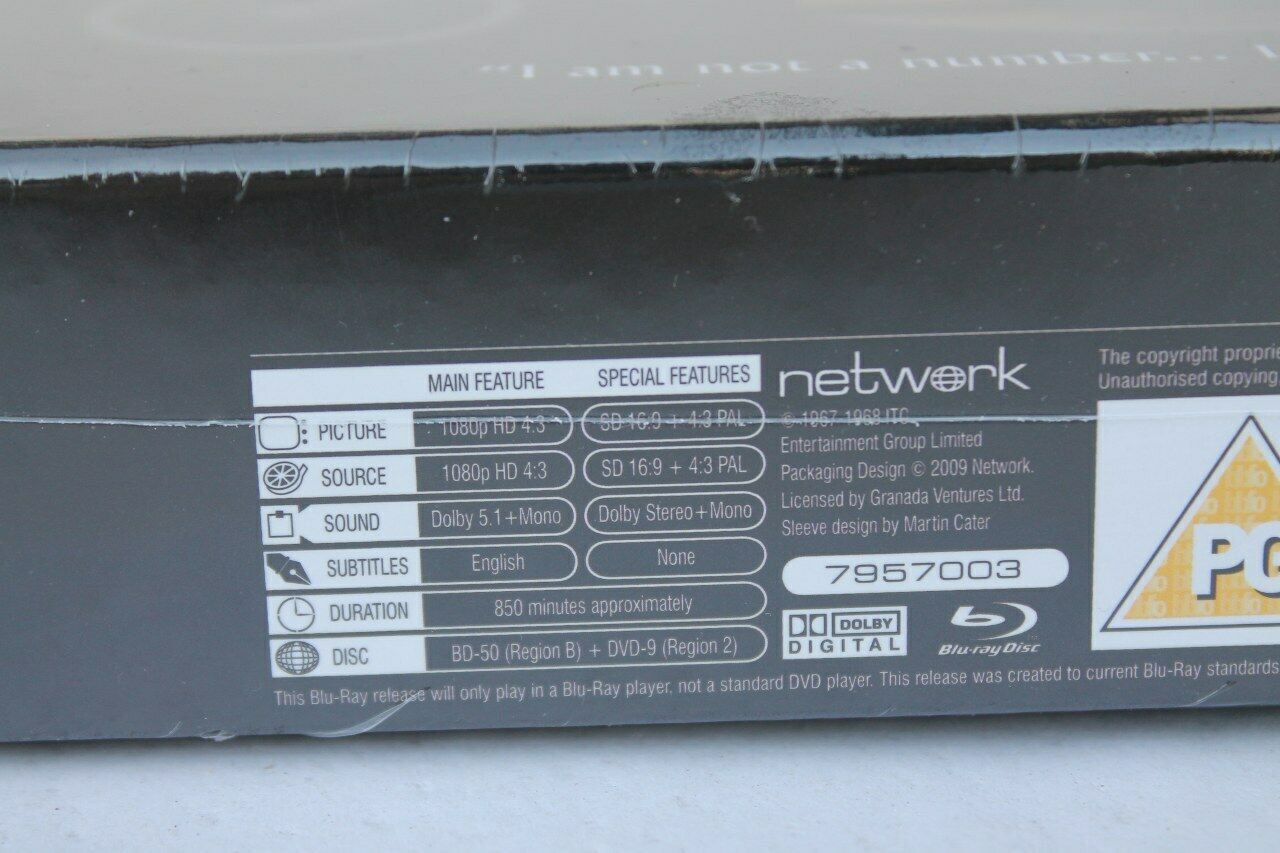 "I am not a number... I
MAIN FEATURE SPECIAL FEATURES
PICTURE 1080p HD 4:3 SD 16:9 + 4:3 PAL
SOURCE 1080p HD 4:3 SD 16:9 + 4:3 PAL
SOUND Dolby 5.1+Mono Dolby Stereo+Mono
SUBTITLES English None
DURATION 850 minutes approximately
DISC BD-50 (Region B) + DVD-9 (Region 2)
This Blu-Ray release will only play in a Blu-Ray player, not a standard DVD player. This release was created to current Blu-Ray standards
network
© 1967-1968 ITC
Entertainment Group Limited
Packaging Design © 2009 Network.
Licensed by Granada Ventures Ltd.
Sleeve design by Martin Cater
7957003
DOLBY
DIGITAL
Blu-ray Disc
The copyright proprie
Unauthorised copying,
PG